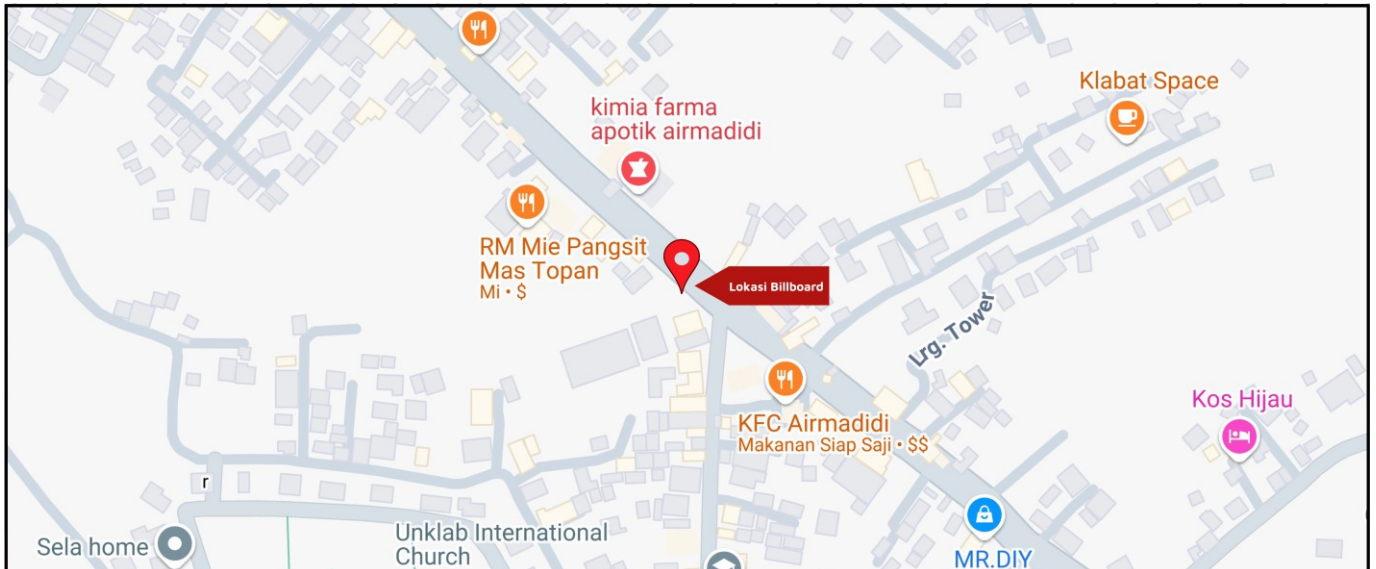 Klabat Space
kimia farma
apotik airmadidi
RM Mie Pangsit
Mas Topan
Mi • $
Lokasi Billboard
Lrg. Tower
KFC Airmadidi
Makanan Siap Saji • $$
Kos Hijau
r
Unklab International
Church
Sela home
MR.DIY